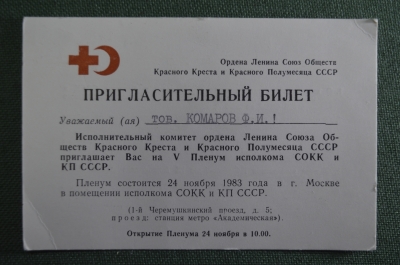 Ордена Ленина Союз Обществ
Красного Креста и Красного Полумесяца СССР
ПРИГЛАСИТЕЛЬНЫЙ БИЛЕТ
Уважаемый (ая) тов. КОМАРОВ Ф.И.!
Исполнительный комитет ордена Ленина Союза Об-
ществ Красного Креста и Красного Полумесяца СССР
приглашает Вас на V Пленум исполкома СОКК и
КП СССР.
Пленум состоится 24 ноября 1983 года в г. Москве
в помещении исполкома СОКК и КП СССР.
(1-й Черемушкинский проезд, д. 5;
проезд: станция метро «Академическая»).
Открытие Пленума 24 ноября в 10.00.